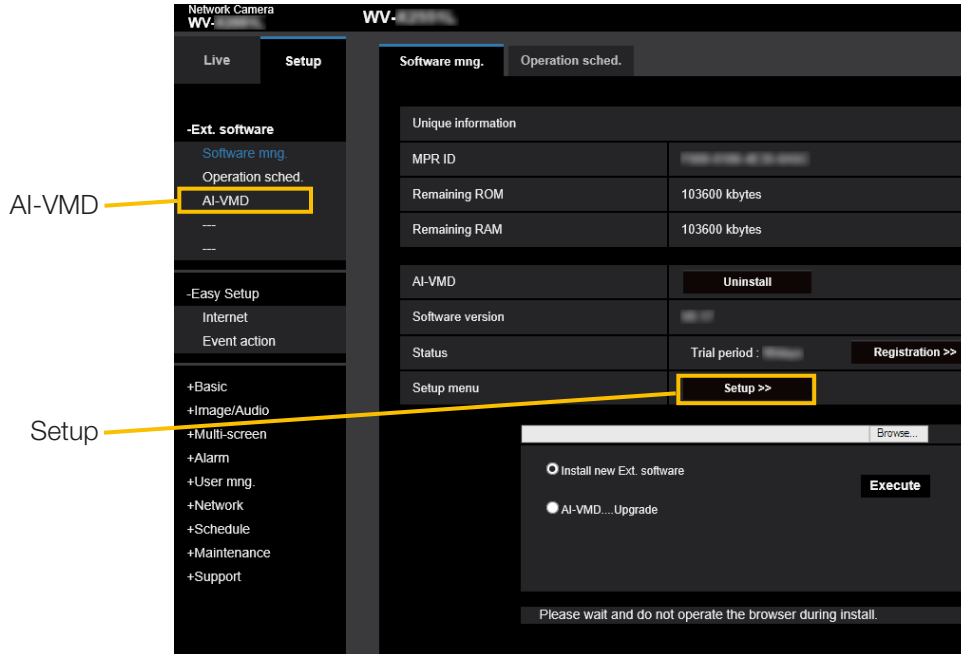 Network Camera
WV-
WV-
Live
Setup
Software mng.
Operation sched.
-Ext. software
Software mng.
Operation sched.
AI-VMD
---
---
-Easy Setup
Internet
Event action
+Basic
+Image/Audio
+Multi-screen
+Alarm
+User mng.
+Network
+Schedule
+Maintenance
+Support
AI-VMD
Setup
Unique information
MPR ID
Remaining ROM 103600 kbytes
Remaining RAM 103600 kbytes
AI-VMD Uninstall
Software version
Status Trial period : Registration >>
Setup menu Setup >>
Browse...
Install new Ext. software
Execute
AI-VMD....Upgrade
Please wait and do not operate the browser during install.